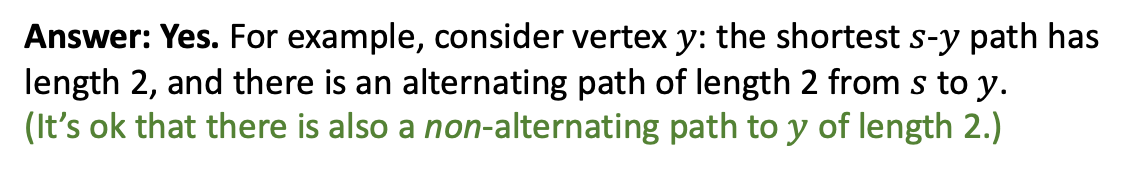 Answer: Yes. For example, consider vertex y: the shortest s-y path has
length 2, and there is an alternating path of length 2 from s to y.
(It’s ok that there is also a non-alternating path to y of length 2.)